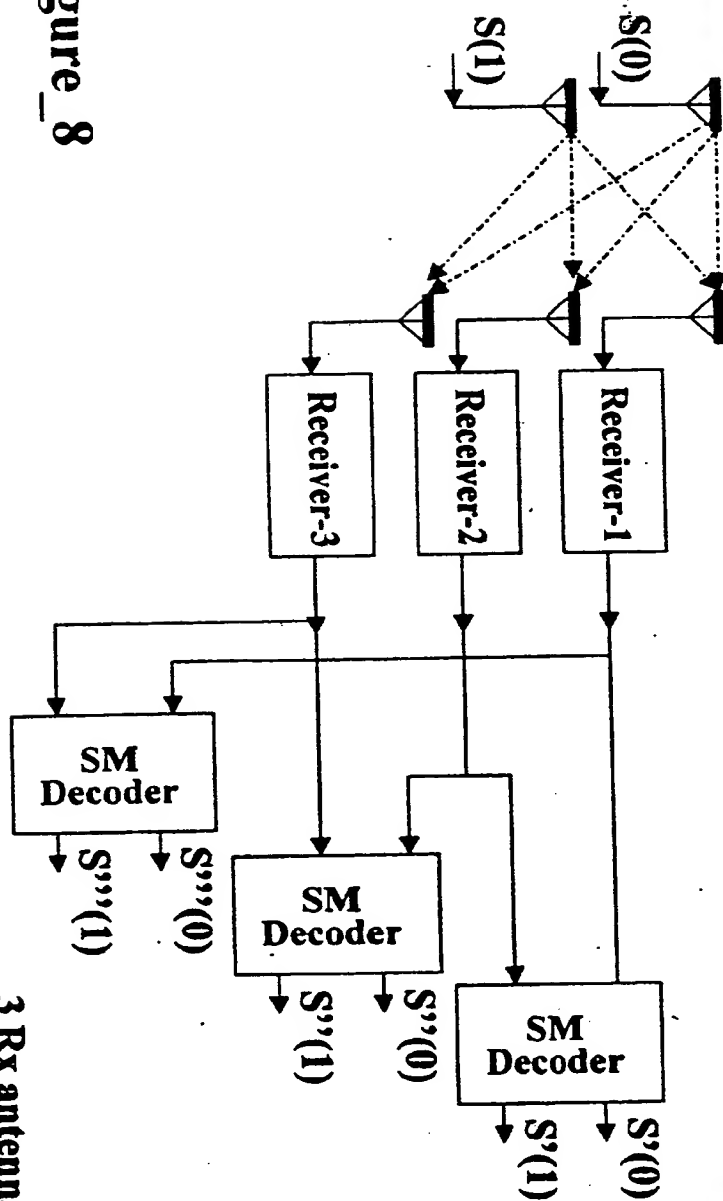 S(0)
S(1)
Receiver-1
Receiver-2
Receiver-3
SM
Decoder
S'(0)
S'(1)
SM
Decoder
S''(0)
S''(1)
SM
Decoder
S'''(0)
S'''(1)
gure_8
3 Rx antenn